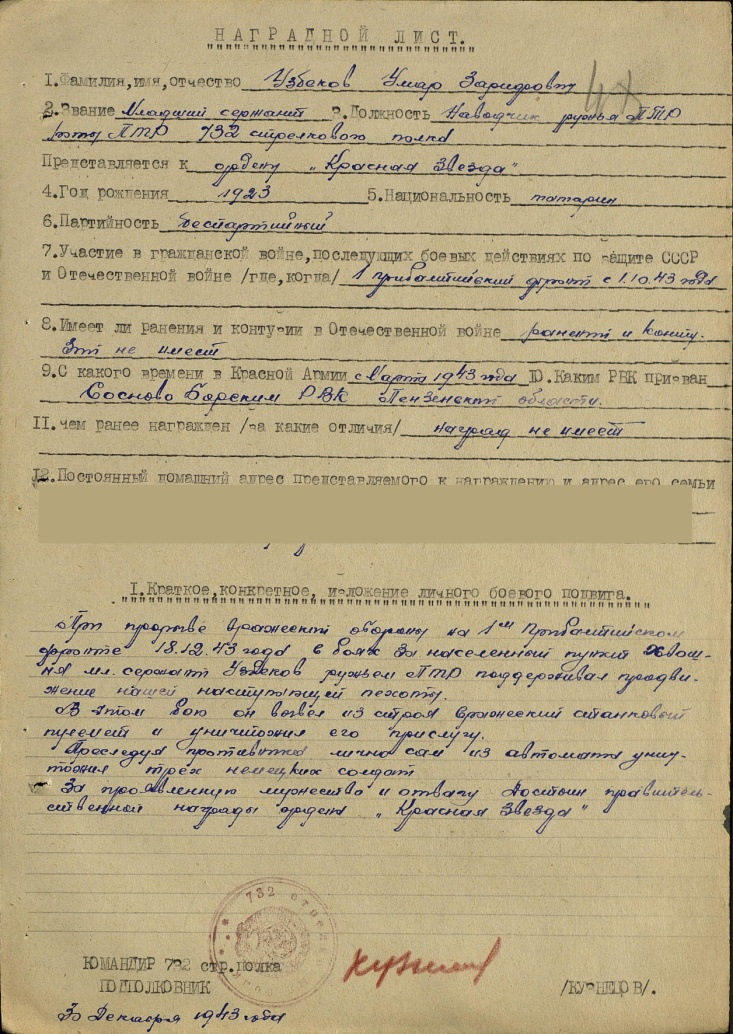 НАГРАДНОЙ ЛИСТ.
1.Фамилия,имя,отчество Узбеков Умар Заридрович
2.Звание Младший сержант 3.Должность Наводчик ружья ПТР
роты ПТР 732 стрелкового полка
Представляется к ордену „Красная Звезда"
4.Год рождения 1923 5.Национальность татарин
6.Партийность беспартийный
7.Участие в гражданской войне,последующих боевых действиях по защите СССР
и Отечественной войне /где,когда/ 1 Прибалтийский фронт с 1.10.43 года
8.Имеет ли ранения и контузии в Отечественной войне ранений и конту-
зий не имеет
9.С какого времени в Красной Армии с Марта 1943 года 10.Каким РВК призван
Сосново Борским РВК Пензенской области.
11.чем ранее награжден /за какие отличия/ наград не имеет
12.Постоянный домашний адрес представляемого к награждению и адрес его семьи
1.Краткое,конкретное, изложение личного боевого подвига.
При прорыве вражеской обороны на 1ом Прибалтийском
фронте 18.12.43 года в боях за населенный пункт
мл. сержант Узбеков ружьем ПТР поддерживал продви-
жение нашей наступающей пехоты.
В этом бою он вывел из строя вражеский станковый
пулемет и уничтожил его прислугу.
Преследуя противника лично сам из автомата унич-
тожил трех немецких солдат
За проявленную мужество и отвагу достоин правитель-
ственной награды орден „Красная Звезда"
732
КОМАНДИР 732 стр.полка
ПОДПОЛКОВНИК /КУЗНЕЦОВ/.
30 Декабря 1943 года